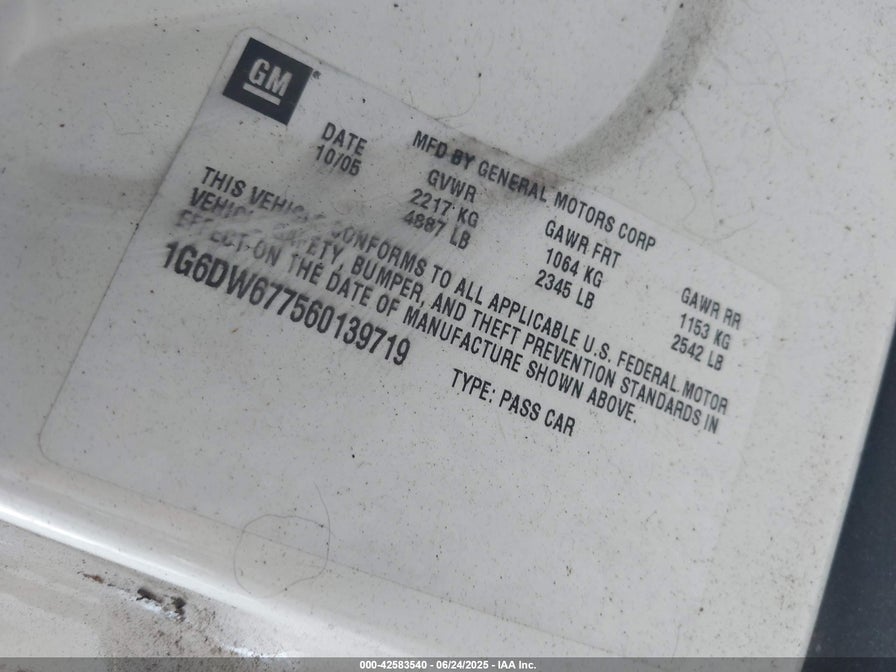 GM
DATE
10/05
MFD BY GENERAL MOTORS CORP
GVWR
2217 KG
4887 LB
GAWR FRT
1064 KG
2345 LB
GAWR RR
1153 KG
2542 LB
THIS VEHICLE CONFORMS TO ALL APPLICABLE U.S. FEDERAL MOTOR
VEHICLE SAFETY, BUMPER, AND THEFT PREVENTION STANDARDS IN
EFFECT ON THE DATE OF MANUFACTURE SHOWN ABOVE.
1G6DW677560139719
TYPE: PASS CAR
000-42583540 - 06/24/2025 - IAA Inc.